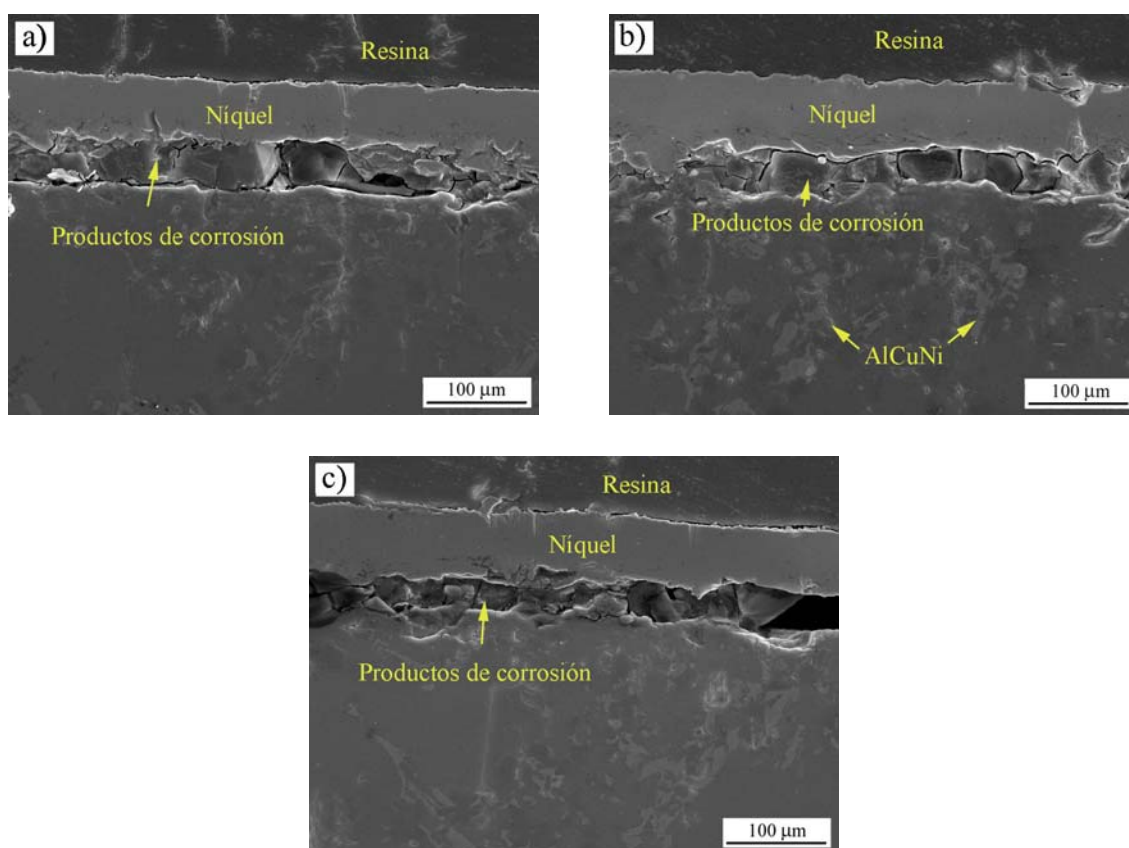 a)
Resina
Níquel
Productos de corrosión
100 µm
b)
Resina
Níquel
Productos de corrosión
AlCuNi
100 µm
c)
Resina
Níquel
Productos de corrosión
100 µm